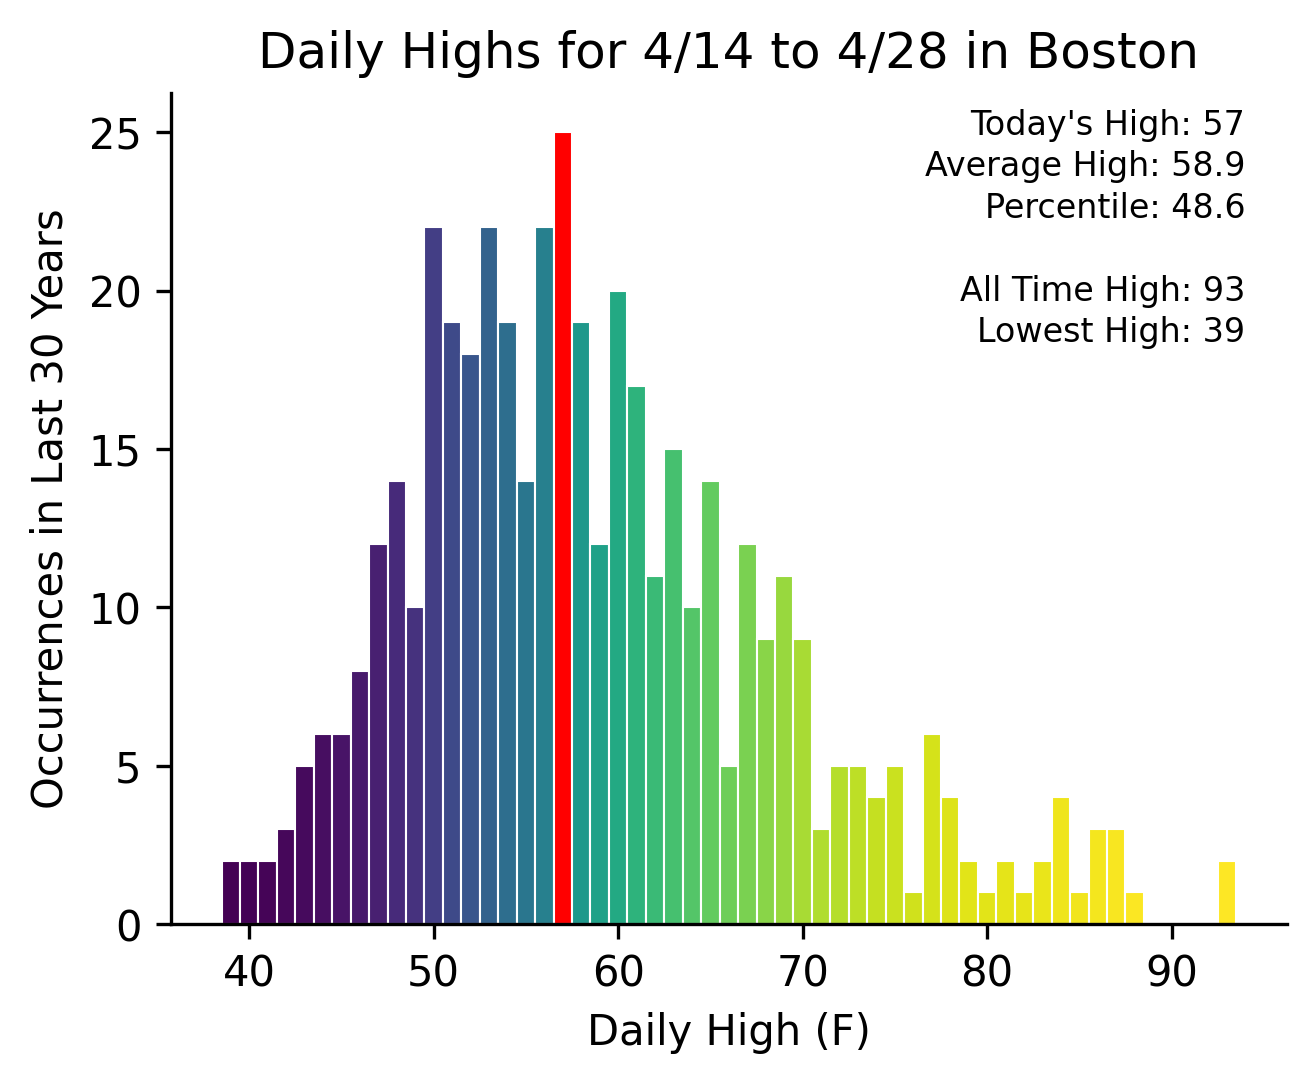 Daily Highs for 4/14 to 4/28 in Boston
Today's High: 57
Average High: 58.9
Percentile: 48.6
All Time High: 93
Lowest High: 39
Occurrences in Last 30 Years
25
20
15
10
5
0
40 50 60 70 80 90
Daily High (F)